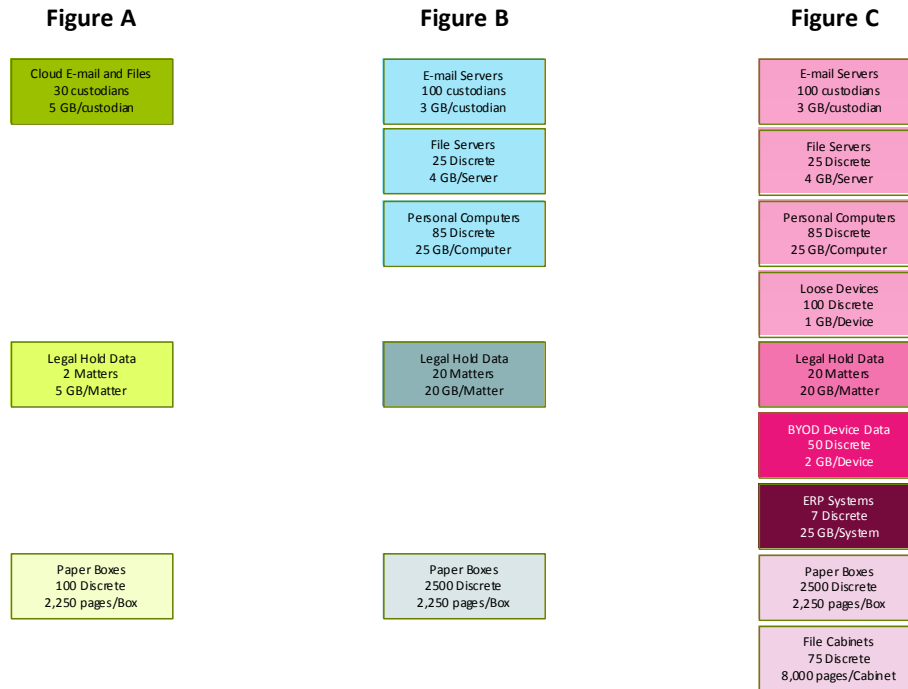 Figure A
Cloud E-mail and Files
30 custodians
5 GB/custodian
Legal Hold Data
2 Matters
5 GB/Matter
Paper Boxes
100 Discrete
2,250 pages/Box
Figure B
E-mail Servers
100 custodians
3 GB/custodian
File Servers
25 Discrete
4 GB/Server
Personal Computers
85 Discrete
25 GB/Computer
Legal Hold Data
20 Matters
20 GB/Matter
Paper Boxes
2500 Discrete
2,250 pages/Box
Figure C
E-mail Servers
100 custodians
3 GB/custodian
File Servers
25 Discrete
4 GB/Server
Personal Computers
85 Discrete
25 GB/Computer
Loose Devices
100 Discrete
1 GB/Device
Legal Hold Data
20 Matters
20 GB/Matter
BYOD Device Data
50 Discrete
2 GB/Device
ERP Systems
7 Discrete
25 GB/System
Paper Boxes
2500 Discrete
2,250 pages/Box
File Cabinets
75 Discrete
8,000 pages/Cabinet